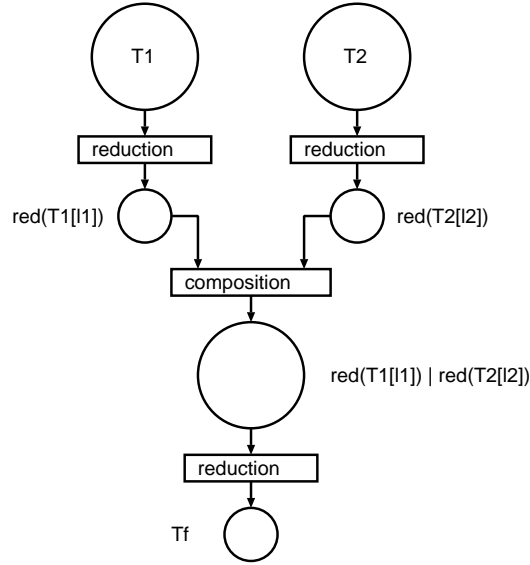 T1
T2
reduction
reduction
red(T1[l1])
red(T2[l2])
composition
red(T1[l1]) | red(T2[l2])
reduction
Tf